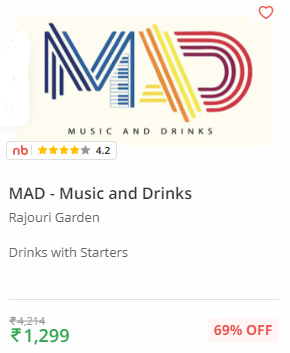 MAD
MUSIC AND DRINKS
nb 4.2
MAD - Music and Drinks
Rajouri Garden
Drinks with Starters
₹4,214
₹1,299
69% OFF